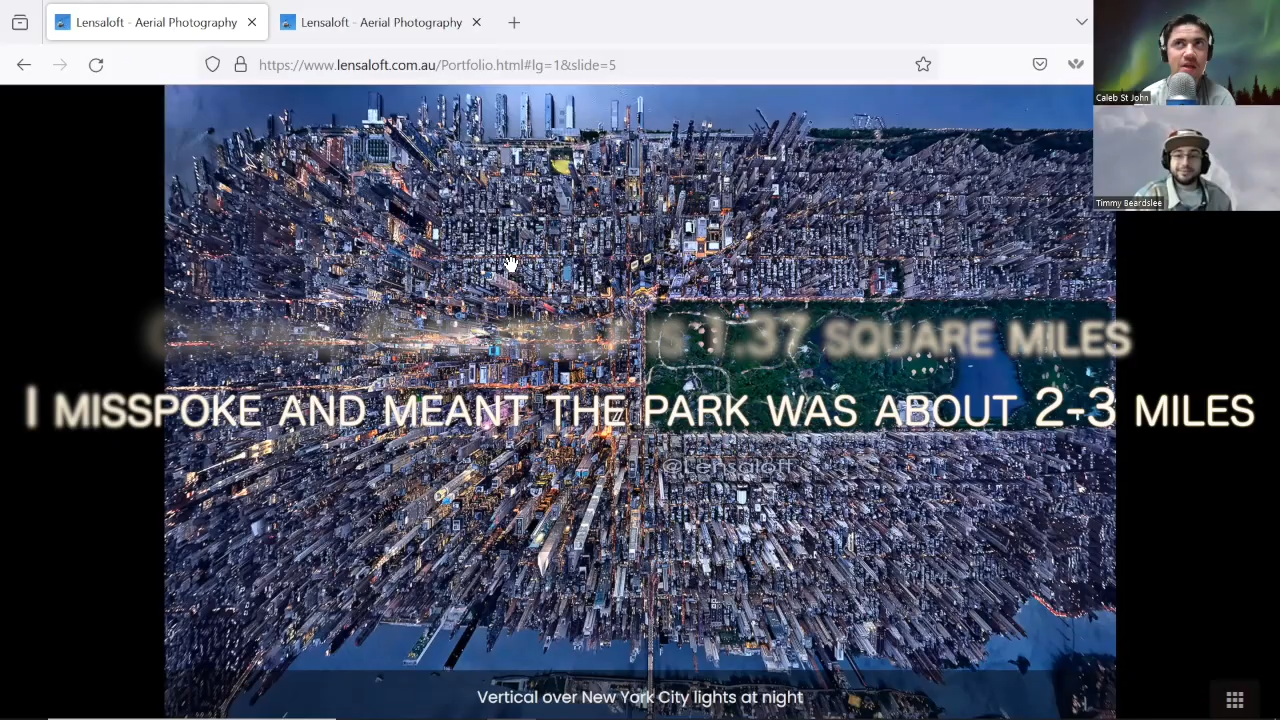 Lensaloft - Aerial Photography
Lensaloft - Aerial Photography
https://www.lensaloft.com.au/Portfolio.html#lg=1&slide=5
Caleb St John
Timmy Beardslee
1.37 SQUARE MILES
I MISSPOKE AND MEANT THE PARK WAS ABOUT 2-3 MILES
@Lensaloft
Vertical over New York City lights at night